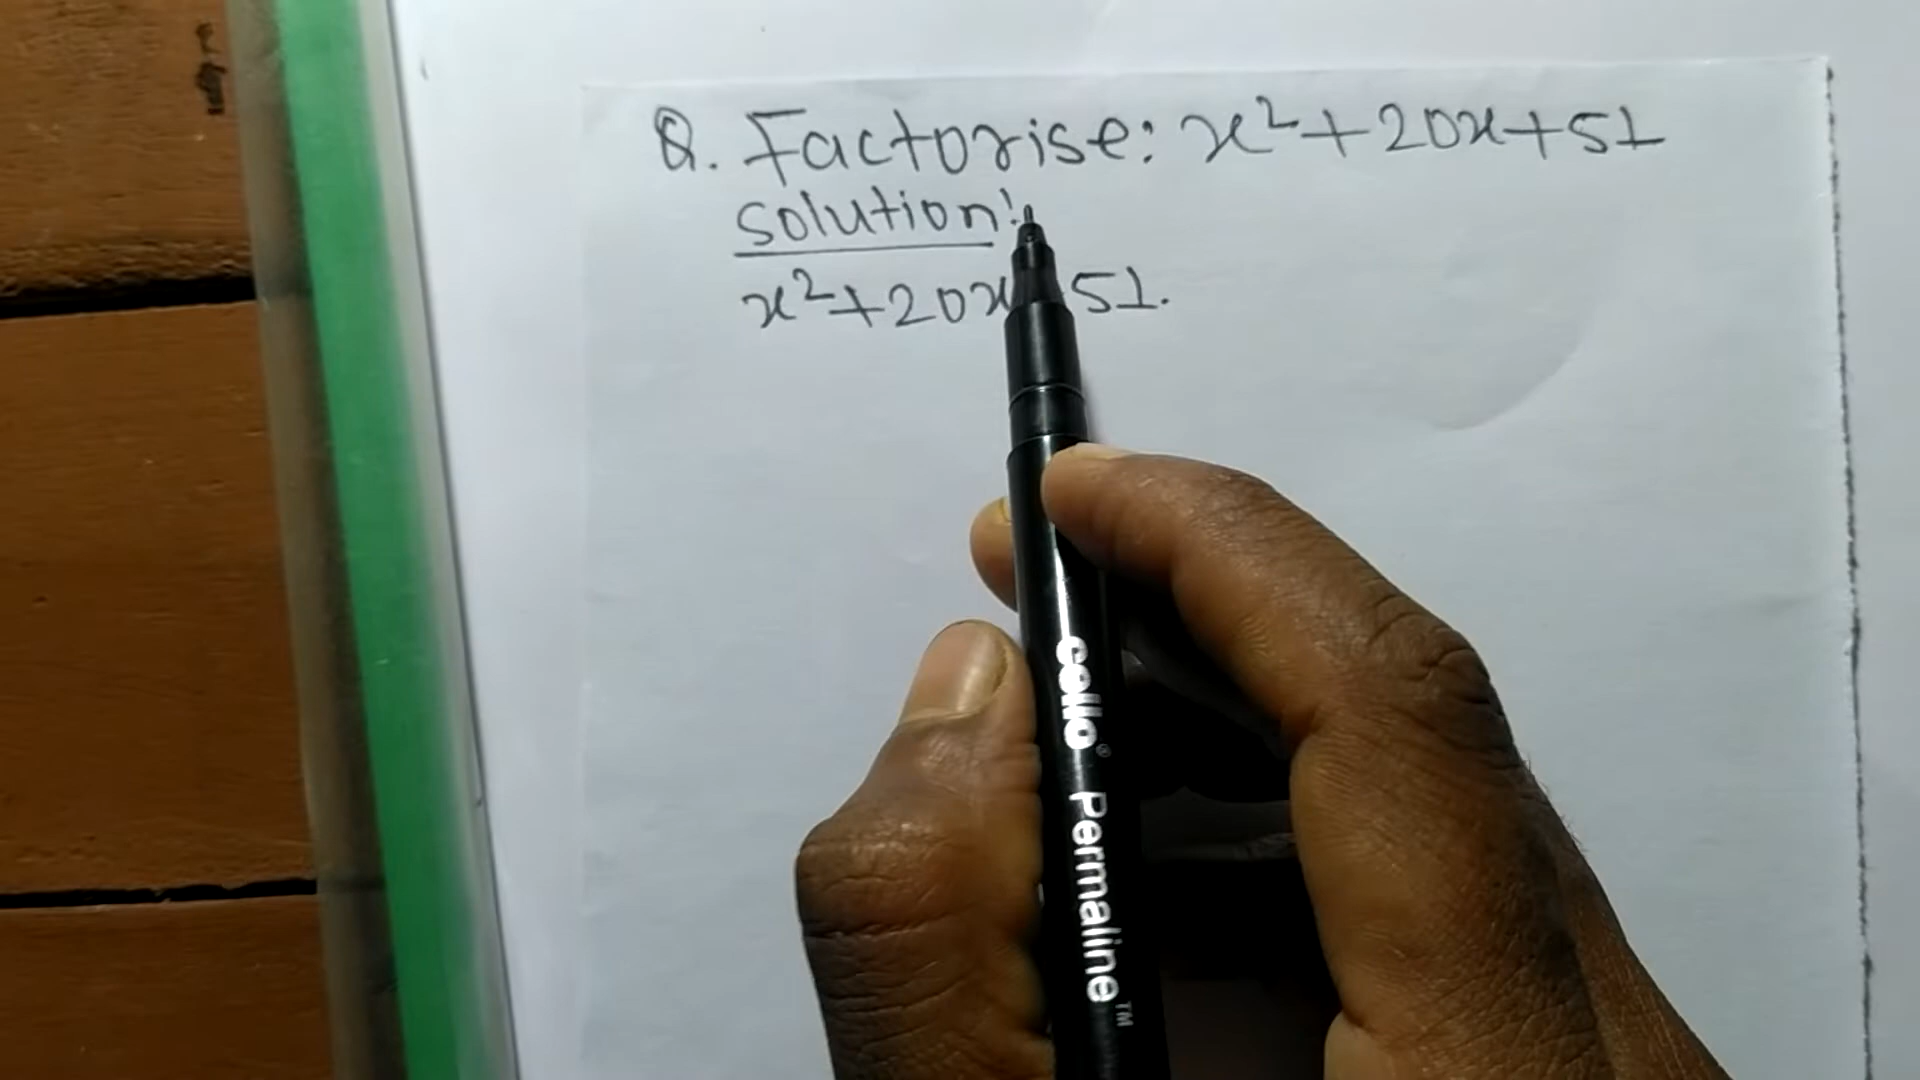 Q. Factorise: x²+20x+51
solution:
x²+20x 51.
cello® Permaline™